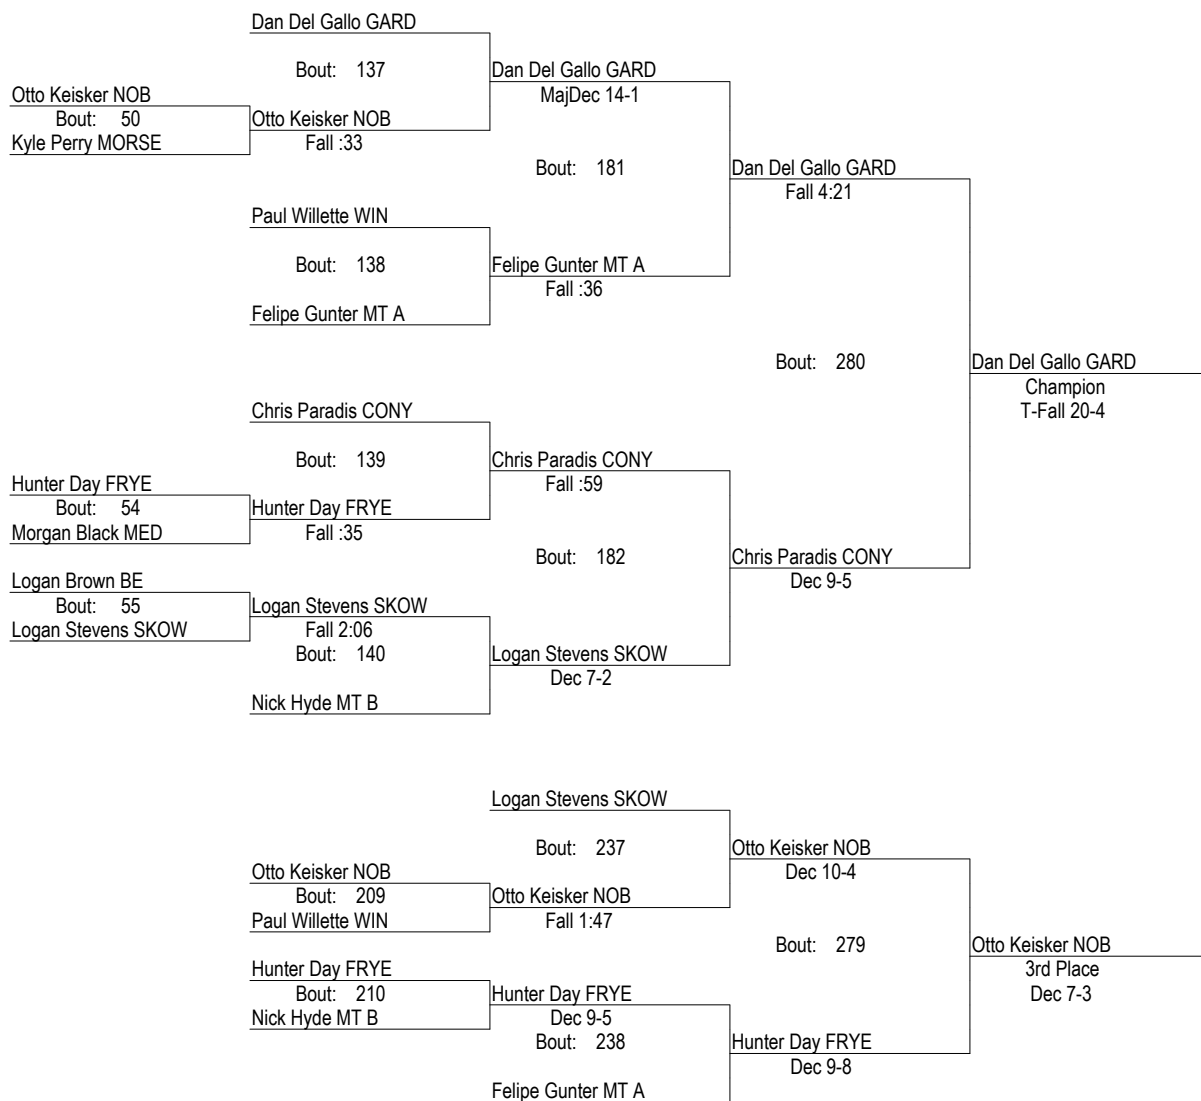 Dan Del Gallo GARD
Bout: 137
Dan Del Gallo GARD
Otto Keisker NOB
MajDec 14-1
Bout: 50
Otto Keisker NOB
Kyle Perry MORSE
Fall :33
Bout: 181
Dan Del Gallo GARD
Fall 4:21
Paul Willette WIN
Bout: 138
Felipe Gunter MT A
Fall :36
Felipe Gunter MT A
Bout: 280
Dan Del Gallo GARD
Champion
T-Fall 20-4
Chris Paradis CONY
Bout: 139
Chris Paradis CONY
Hunter Day FRYE
Fall :59
Bout: 54
Hunter Day FRYE
Morgan Black MED
Fall :35
Bout: 182
Chris Paradis CONY
Dec 9-5
Logan Brown BE
Bout: 55
Logan Stevens SKOW
Logan Stevens SKOW
Fall 2:06
Bout: 140
Logan Stevens SKOW
Dec 7-2
Nick Hyde MT B
Logan Stevens SKOW
Bout: 237
Otto Keisker NOB
Dec 10-4
Otto Keisker NOB
Bout: 209
Otto Keisker NOB
Paul Willette WIN
Fall 1:47
Bout: 279
Otto Keisker NOB
3rd Place
Dec 7-3
Hunter Day FRYE
Bout: 210
Hunter Day FRYE
Nick Hyde MT B
Dec 9-5
Bout: 238
Hunter Day FRYE
Dec 9-8
Felipe Gunter MT A